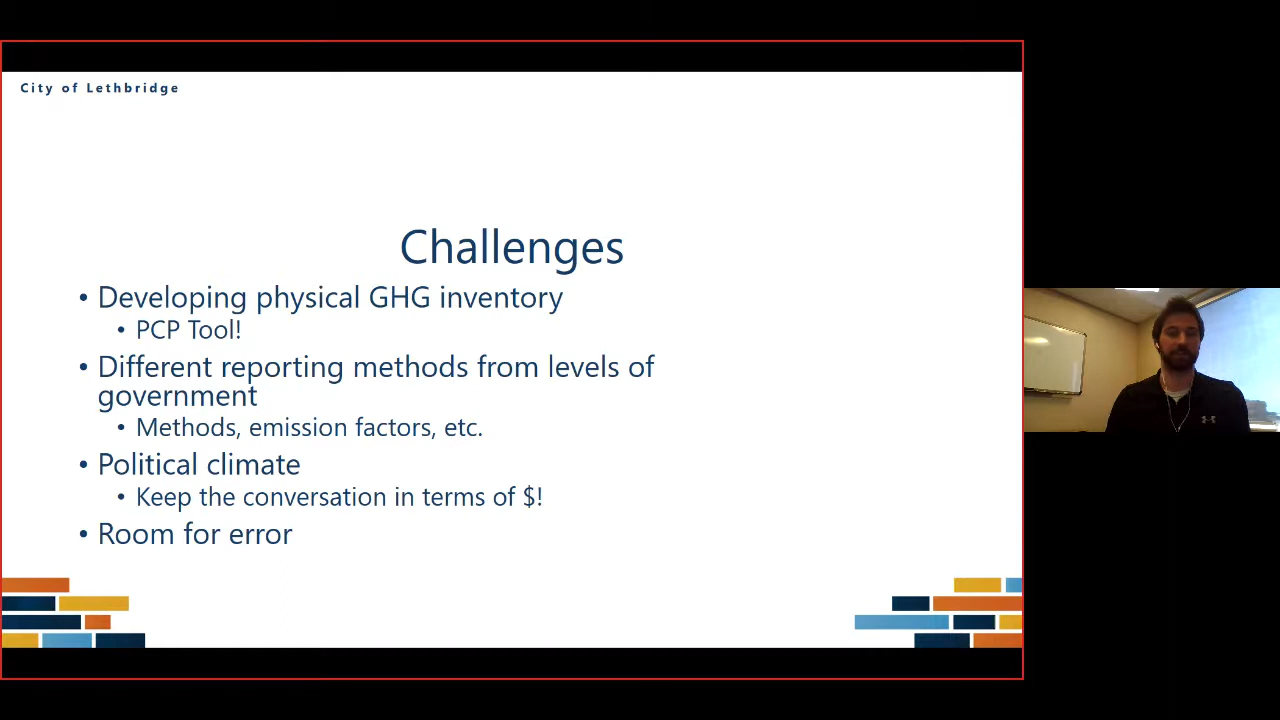 City of Lethbridge
Challenges
• Developing physical GHG inventory
• PCP Tool!
• Different reporting methods from levels of
government
• Methods, emission factors, etc.
• Political climate
• Keep the conversation in terms of $!
• Room for error